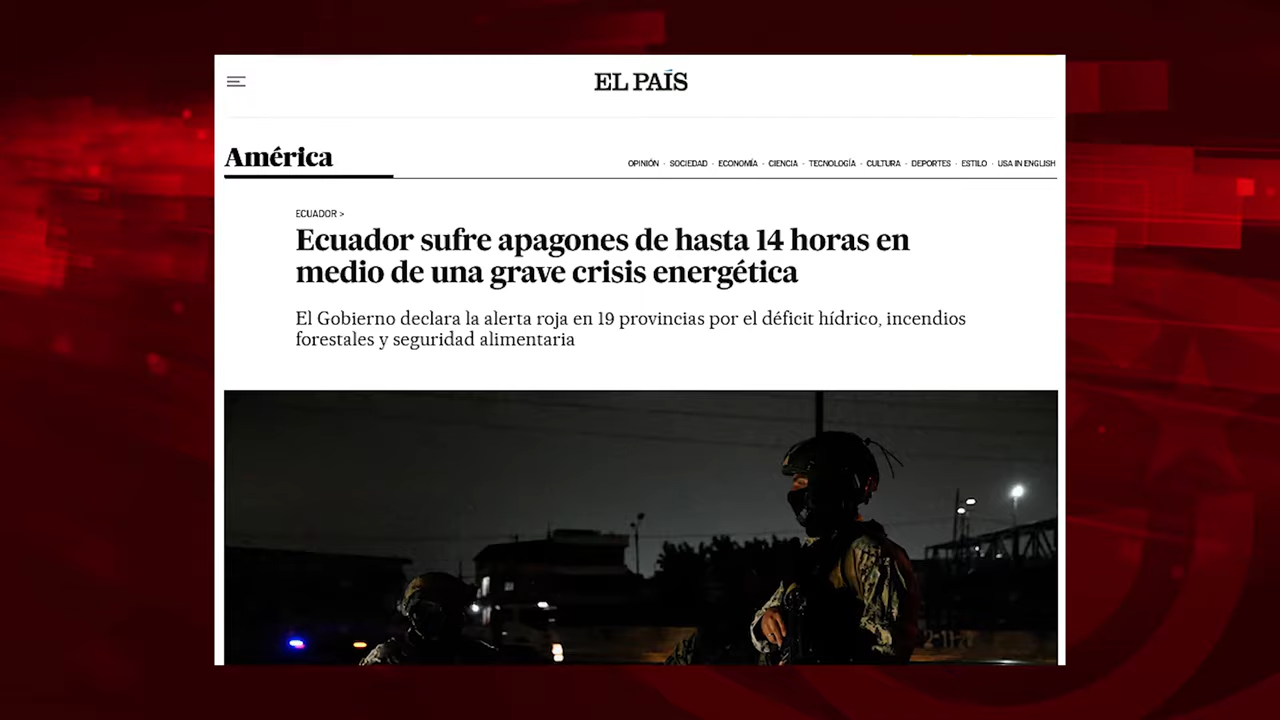 EL PAÍS
América
OPINIÓN · SOCIEDAD · ECONOMÍA · CIENCIA · TECNOLOGÍA · CULTURA · DEPORTES · ESTILO · USA IN ENGLISH
ECUADOR >
Ecuador sufre apagones de hasta 14 horas en
medio de una grave crisis energética
El Gobierno declara la alerta roja en 19 provincias por el déficit hídrico, incendios
forestales y seguridad alimentaria